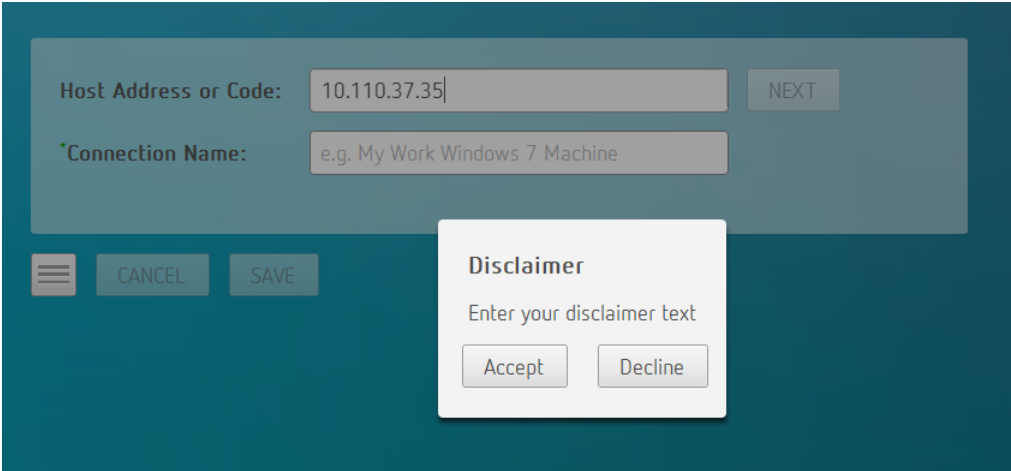 Host Address or Code: 10.110.37.35 NEXT
*Connection Name: e.g. My Work Windows 7 Machine
CANCEL SAVE
Disclaimer
Enter your disclaimer text
Accept Decline